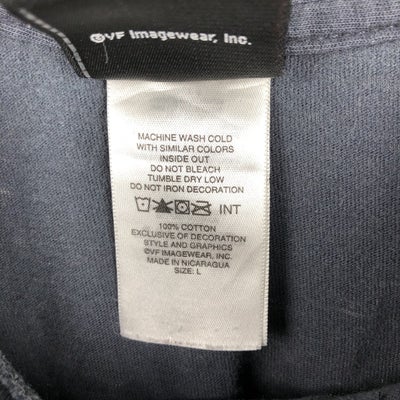 ©VF Imagewear, Inc.
MACHINE WASH COLD
WITH SIMILAR COLORS
INSIDE OUT
DO NOT BLEACH
TUMBLE DRY LOW
DO NOT IRON DECORATION
INT
100% COTTON
EXCLUSIVE OF DECORATION
STYLE AND GRAPHICS
©VF IMAGEWEAR, INC.
MADE IN NICARAGUA
SIZE: L